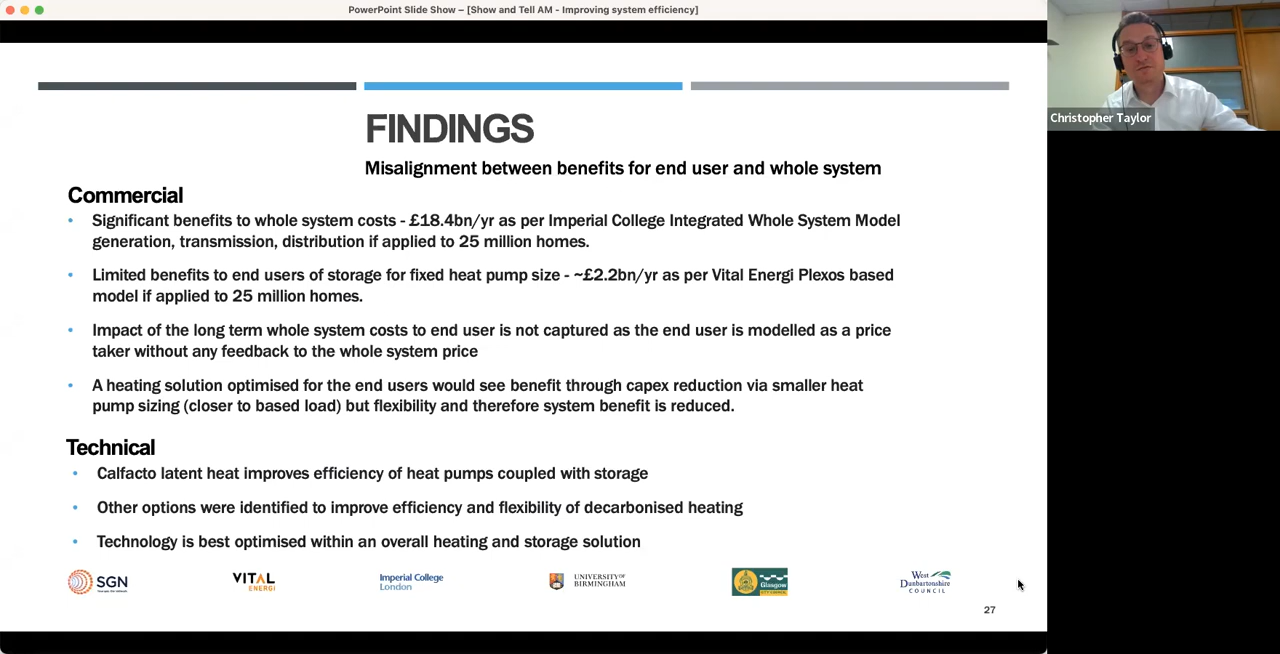 PowerPoint Slide Show – [Show and Tell AM - Improving system efficiency]
FINDINGS
Misalignment between benefits for end user and whole system
Commercial
• Significant benefits to whole system costs - £18.4bn/yr as per Imperial College Integrated Whole System Model
generation, transmission, distribution if applied to 25 million homes.
• Limited benefits to end users of storage for fixed heat pump size - ~£2.2bn/yr as per Vital Energi Plexos based
model if applied to 25 million homes.
• Impact of the long term whole system costs to end user is not captured as the end user is modelled as a price
taker without any feedback to the whole system price
• A heating solution optimised for the end users would see benefit through capex reduction via smaller heat
pump sizing (closer to based load) but flexibility and therefore system benefit is reduced.
Technical
• Calfacto latent heat improves efficiency of heat pumps coupled with storage
• Other options were identified to improve efficiency and flexibility of decarbonised heating
• Technology is best optimised within an overall heating and storage solution
SGN
VITAL
ENERGI
Imperial College
London
UNIVERSITY OF
BIRMINGHAM
Glasgow
CITY COUNCIL
West
Dunbartonshire
COUNCIL
27
Christopher Taylor